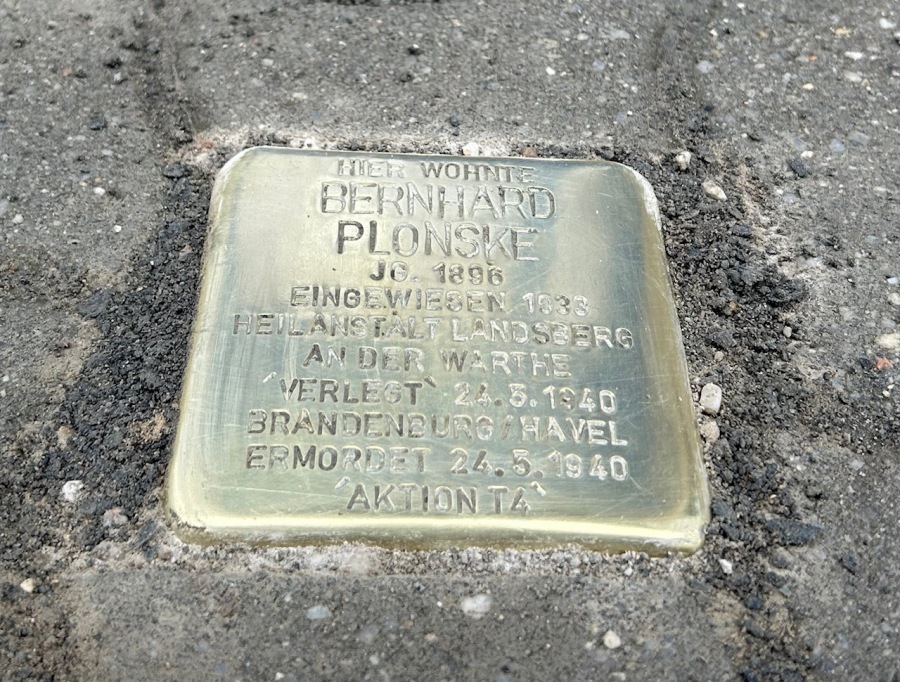 HIER WOHNTE
BERNHARD
PLONSKE
JG. 1896
EINGEWIESEN 1938
HEILANSTALT LANDSBERG
AN DER WARTHE
´VERLEGT` 24.5.1940
BRANDENBURG/HAVEL
ERMORDET 24.5.1940
´AKTION T4`